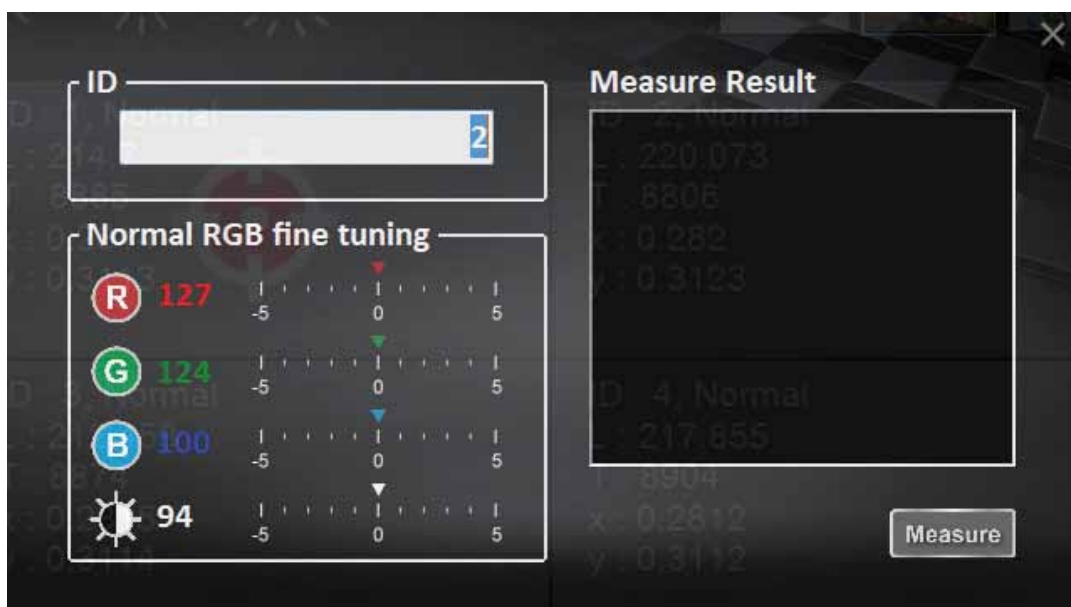 ID
2
Normal RGB fine tuning
R 127
-5 0 5
G 124
-5 0 5
B 100
-5 0 5
94
-5 0 5
Measure Result
Measure
ID 2, Normal
L : 220.073
T : 8806
x : 0.282
y : 0.3123
ID 4, Normal
L : 217.855
T : 8904
x : 0.2812
y : 0.3112